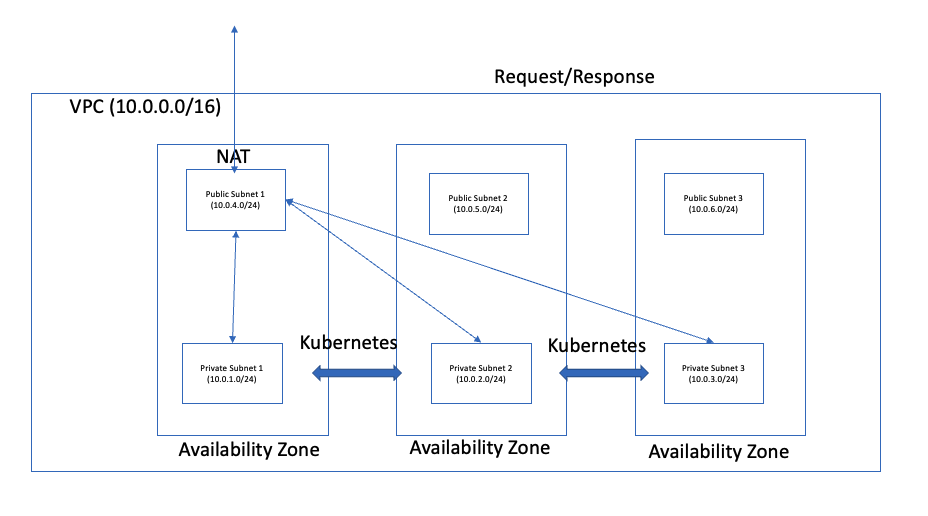 Request/Response
VPC (10.0.0.0/16)
NAT
Public Subnet 1
(10.0.4.0/24)
Public Subnet 2
(10.0.5.0/24)
Public Subnet 3
(10.0.6.0/24)
Kubernetes
Kubernetes
Private Subnet 1
(10.0.1.0/24)
Private Subnet 2
(10.0.2.0/24)
Private Subnet 3
(10.0.3.0/24)
Availability Zone
Availability Zone
Availability Zone